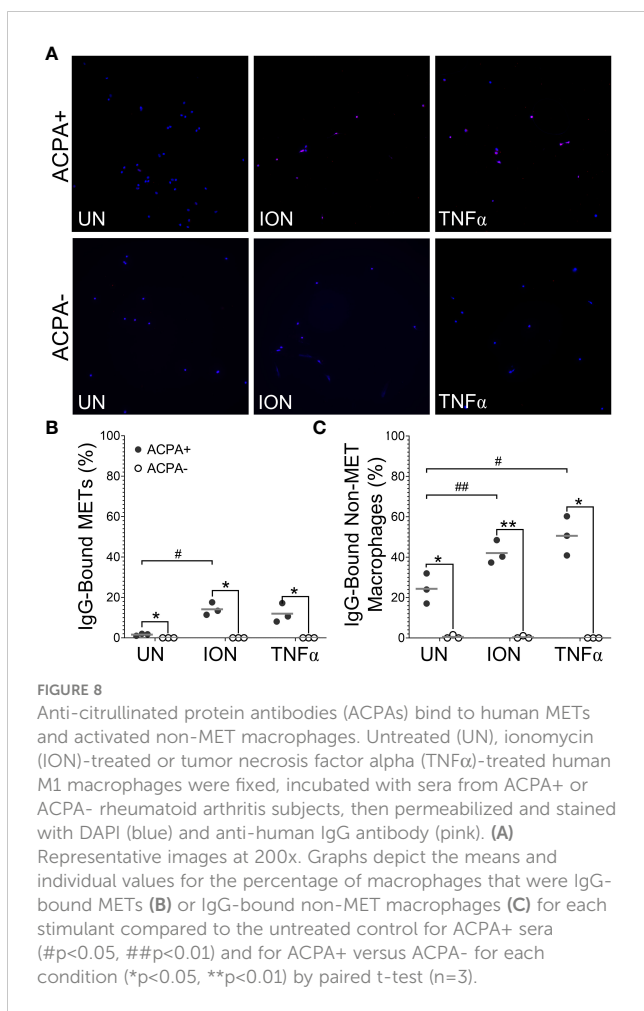 A
ACPA+
UN
ION
TNFα
ACPA-
UN
ION
TNFα
B
IgG-Bound METs (%)
100
80
60
40
20
0
ACPA+
ACPA-
#
*
*
*
UN
ION
TNFα
C
IgG-Bound Non-MET
Macrophages (%)
100
80
60
40
20
0
#
##
*
**
*
UN
ION
TNFα
FIGURE 8
Anti-citrullinated protein antibodies (ACPAs) bind to human METs
and activated non-MET macrophages. Untreated (UN), ionomycin
(ION)-treated or tumor necrosis factor alpha (TNFα)-treated human
M1 macrophages were fixed, incubated with sera from ACPA+ or
ACPA- rheumatoid arthritis subjects, then permeabilized and stained
with DAPI (blue) and anti-human IgG antibody (pink). (A)
Representative images at 200x. Graphs depict the means and
individual values for the percentage of macrophages that were IgG-
bound METs (B) or IgG-bound non-MET macrophages (C) for each
stimulant compared to the untreated control for ACPA+ sera
(#p<0.05, ##p<0.01) and for ACPA+ versus ACPA- for each
condition (*p<0.05, **p<0.01) by paired t-test (n=3).